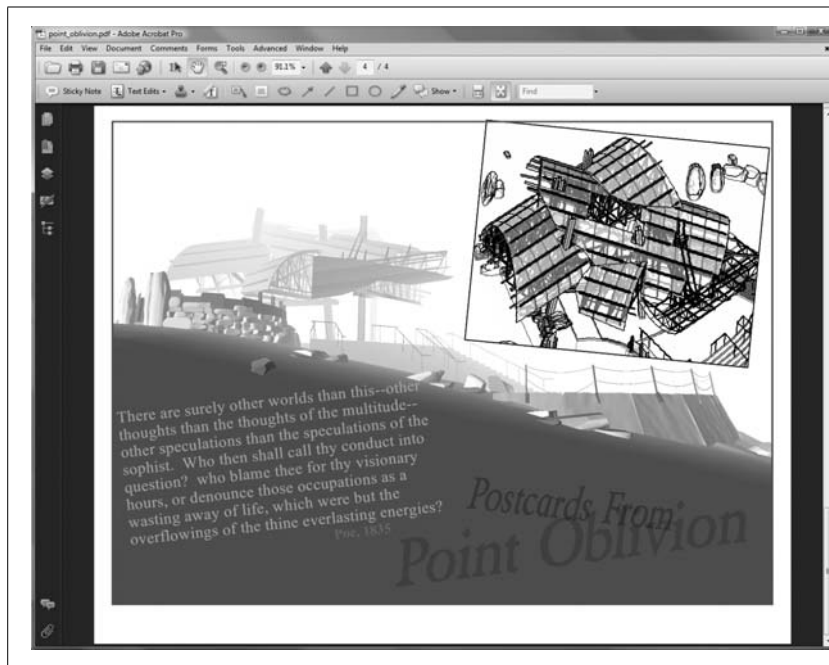 point_oblivion.pdf - Adobe Acrobat Pro
File Edit View Document Comments Forms Tools Advanced Window Help
91.1% 4 / 4
Sticky Note Text Edits Show Find
There are surely other worlds than this--other
thoughts than the thoughts of the multitude--
other speculations than the speculations of the
sophist. Who then shall call thy conduct into
question? who blame thee for thy visionary
hours, or denounce those occupations as a
wasting away of life, which were but the
overflowings of the thine everlasting energies?
Poe, 1835
Postcards From
Point Oblivion